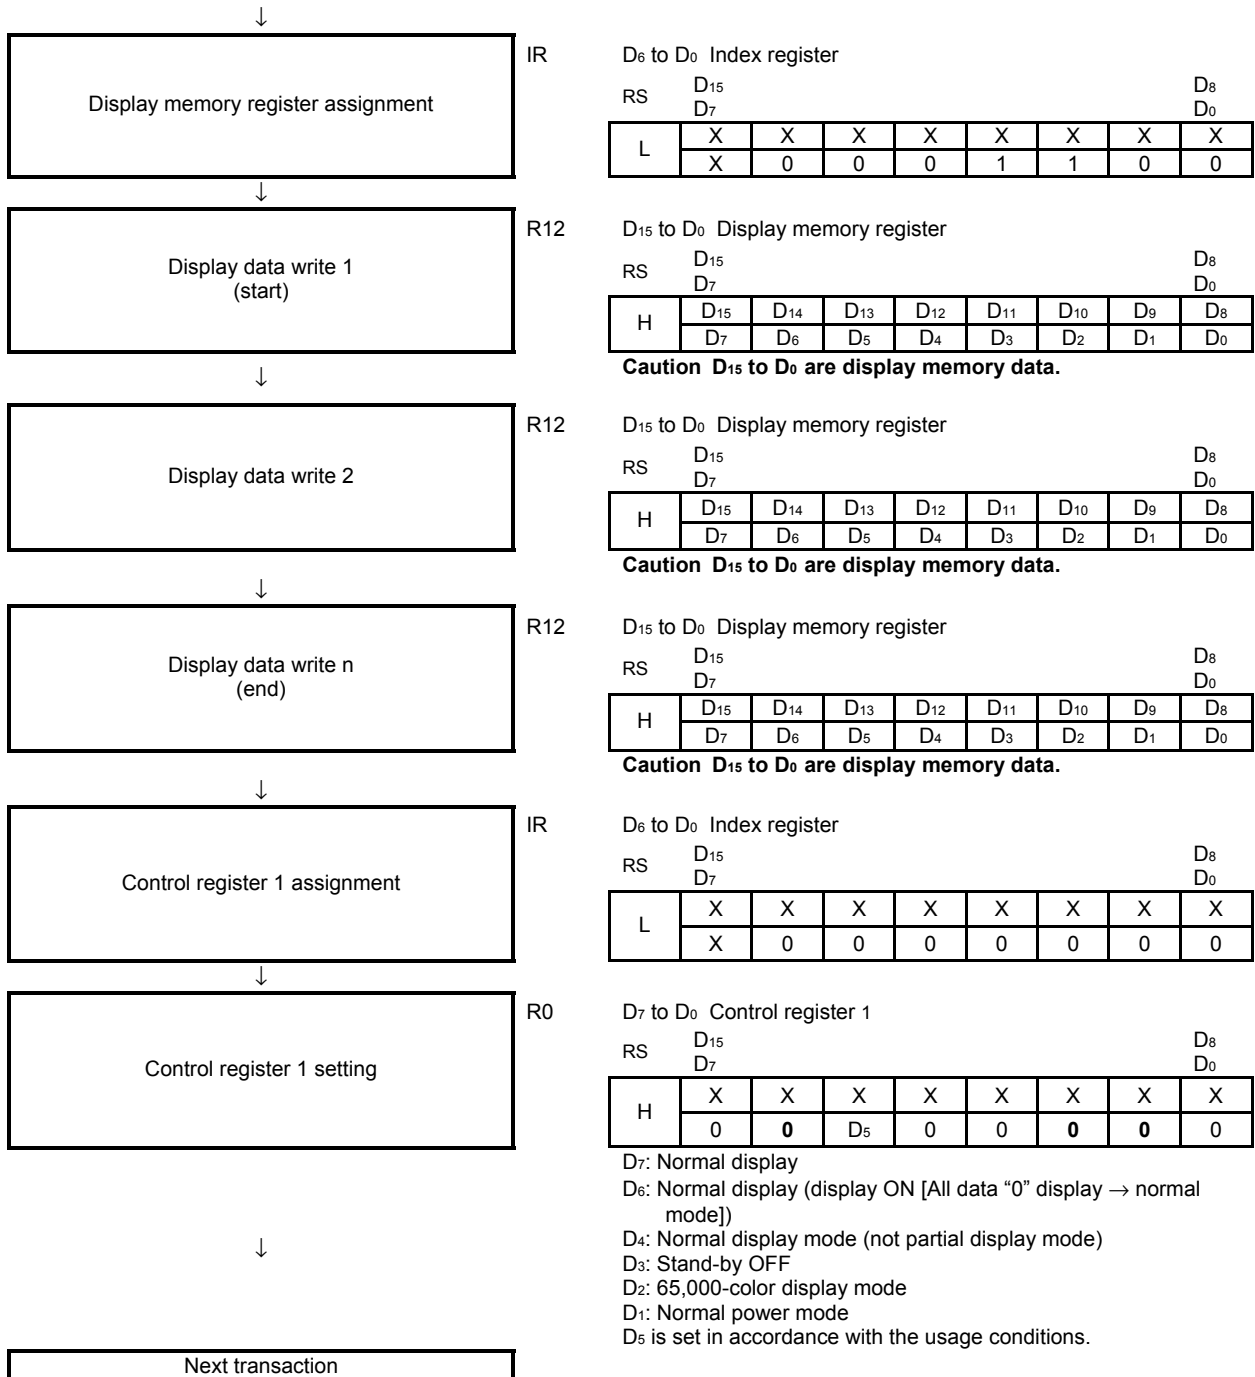 ↓
IR D6 to D0 Index register
Display memory register assignment
RS D15 D8
D7 D0
L X X X X X X X X
X 0 0 0 1 1 0 0
↓
R12 D15 to D0 Display memory register
Display data write 1
(start)
RS D15 D8
D7 D0
H D15 D14 D13 D12 D11 D10 D9 D8
D7 D6 D5 D4 D3 D2 D1 D0
Caution D15 to D0 are display memory data.
↓
R12 D15 to D0 Display memory register
Display data write 2
RS D15 D8
D7 D0
H D15 D14 D13 D12 D11 D10 D9 D8
D7 D6 D5 D4 D3 D2 D1 D0
Caution D15 to D0 are display memory data.
↓
R12 D15 to D0 Display memory register
Display data write n
(end)
RS D15 D8
D7 D0
H D15 D14 D13 D12 D11 D10 D9 D8
D7 D6 D5 D4 D3 D2 D1 D0
Caution D15 to D0 are display memory data.
↓
IR D6 to D0 Index register
Control register 1 assignment
RS D15 D8
D7 D0
L X X X X X X X X
X 0 0 0 0 0 0 0
↓
R0 D7 to D0 Control register 1
Control register 1 setting
RS D15 D8
D7 D0
H X X X X X X X X
0 0 D5 0 0 0 0 0
D7: Normal display
D6: Normal display (display ON [All data “0” display → normal
mode])
↓
D4: Normal display mode (not partial display mode)
D3: Stand-by OFF
D2: 65,000-color display mode
D1: Normal power mode
D5 is set in accordance with the usage conditions.
Next transaction